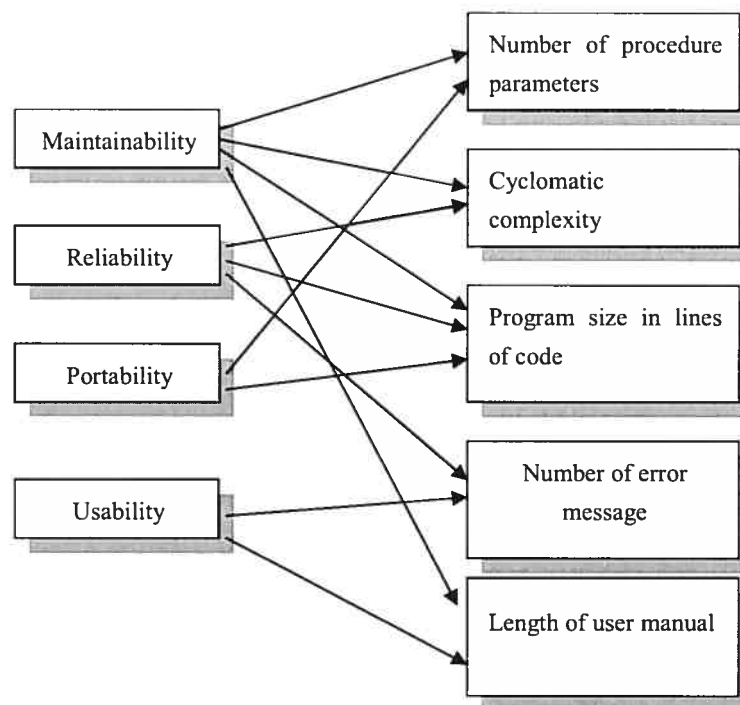 Maintainability
Reliability
Portability
Usability
Number of procedure
parameters
Cyclomatic
complexity
Program size in lines
of code
Number of error
message
Length of user manual